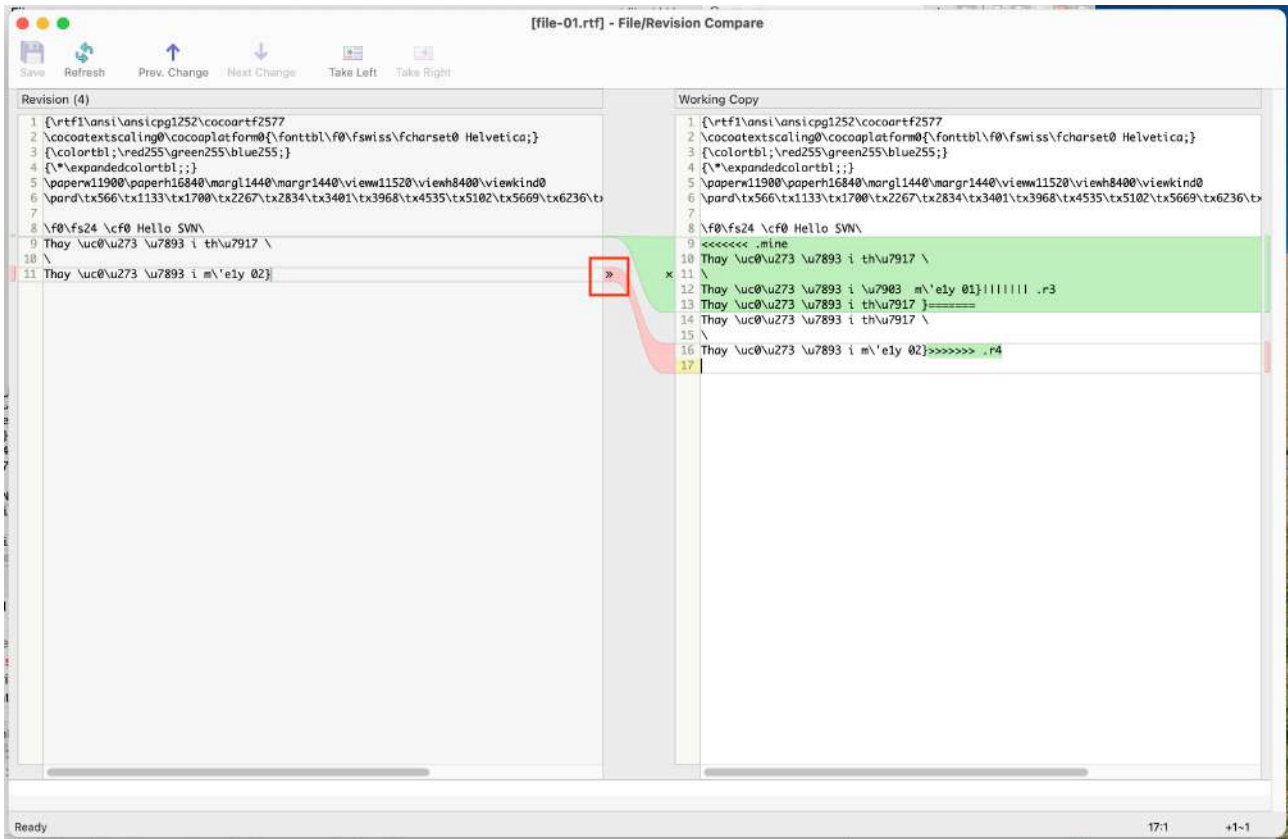 [file-01.rtf] - File/Revision Compare
Save Refresh Prev. Change Next Change Take Left Take Right
Revision (4)
1 {\rtf1\ansi\ansicpg1252\cocoartf2577
2 \cocoatextscaling0\cocoaplatform0{\fonttbl\f0\fswiss\fcharset0 Helvetica;}
3 {\colortbl;\red255\green255\blue255;}
4 {\*\expandedcolortbl;;}
5 \paperw11900\paperh16840\margl1440\margr1440\vieww11520\viewh8400\viewkind0
6 \pard\tx566\tx1133\tx1700\tx2267\tx2834\tx3401\tx3968\tx4535\tx5102\tx5669\tx6236\tx
7
8 \f0\fs24 \cf0 Hello SVN\
9 Thay \uc0\u273 \u7893 i th\u7917 \
10 \
11 Thay \uc0\u273 \u7893 i m\'e1y 02}
»
×
Working Copy
1 {\rtf1\ansi\ansicpg1252\cocoartf2577
2 \cocoatextscaling0\cocoaplatform0{\fonttbl\f0\fswiss\fcharset0 Helvetica;}
3 {\colortbl;\red255\green255\blue255;}
4 {\*\expandedcolortbl;;}
5 \paperw11900\paperh16840\margl1440\margr1440\vieww11520\viewh8400\viewkind0
6 \pard\tx566\tx1133\tx1700\tx2267\tx2834\tx3401\tx3968\tx4535\tx5102\tx5669\tx6236\tx
7
8 \f0\fs24 \cf0 Hello SVN\
9 <<<<<<< .mine
10 Thay \uc0\u273 \u7893 i th\u7917 \
11 \
12 Thay \uc0\u273 \u7893 i \u7903  m\'e1y 01}||||||| .r3
13 Thay \uc0\u273 \u7893 i th\u7917 }=======
14 Thay \uc0\u273 \u7893 i th\u7917 \
15 \
16 Thay \uc0\u273 \u7893 i m\'e1y 02}>>>>>>> .r4
17
Ready
17:1 +1~1